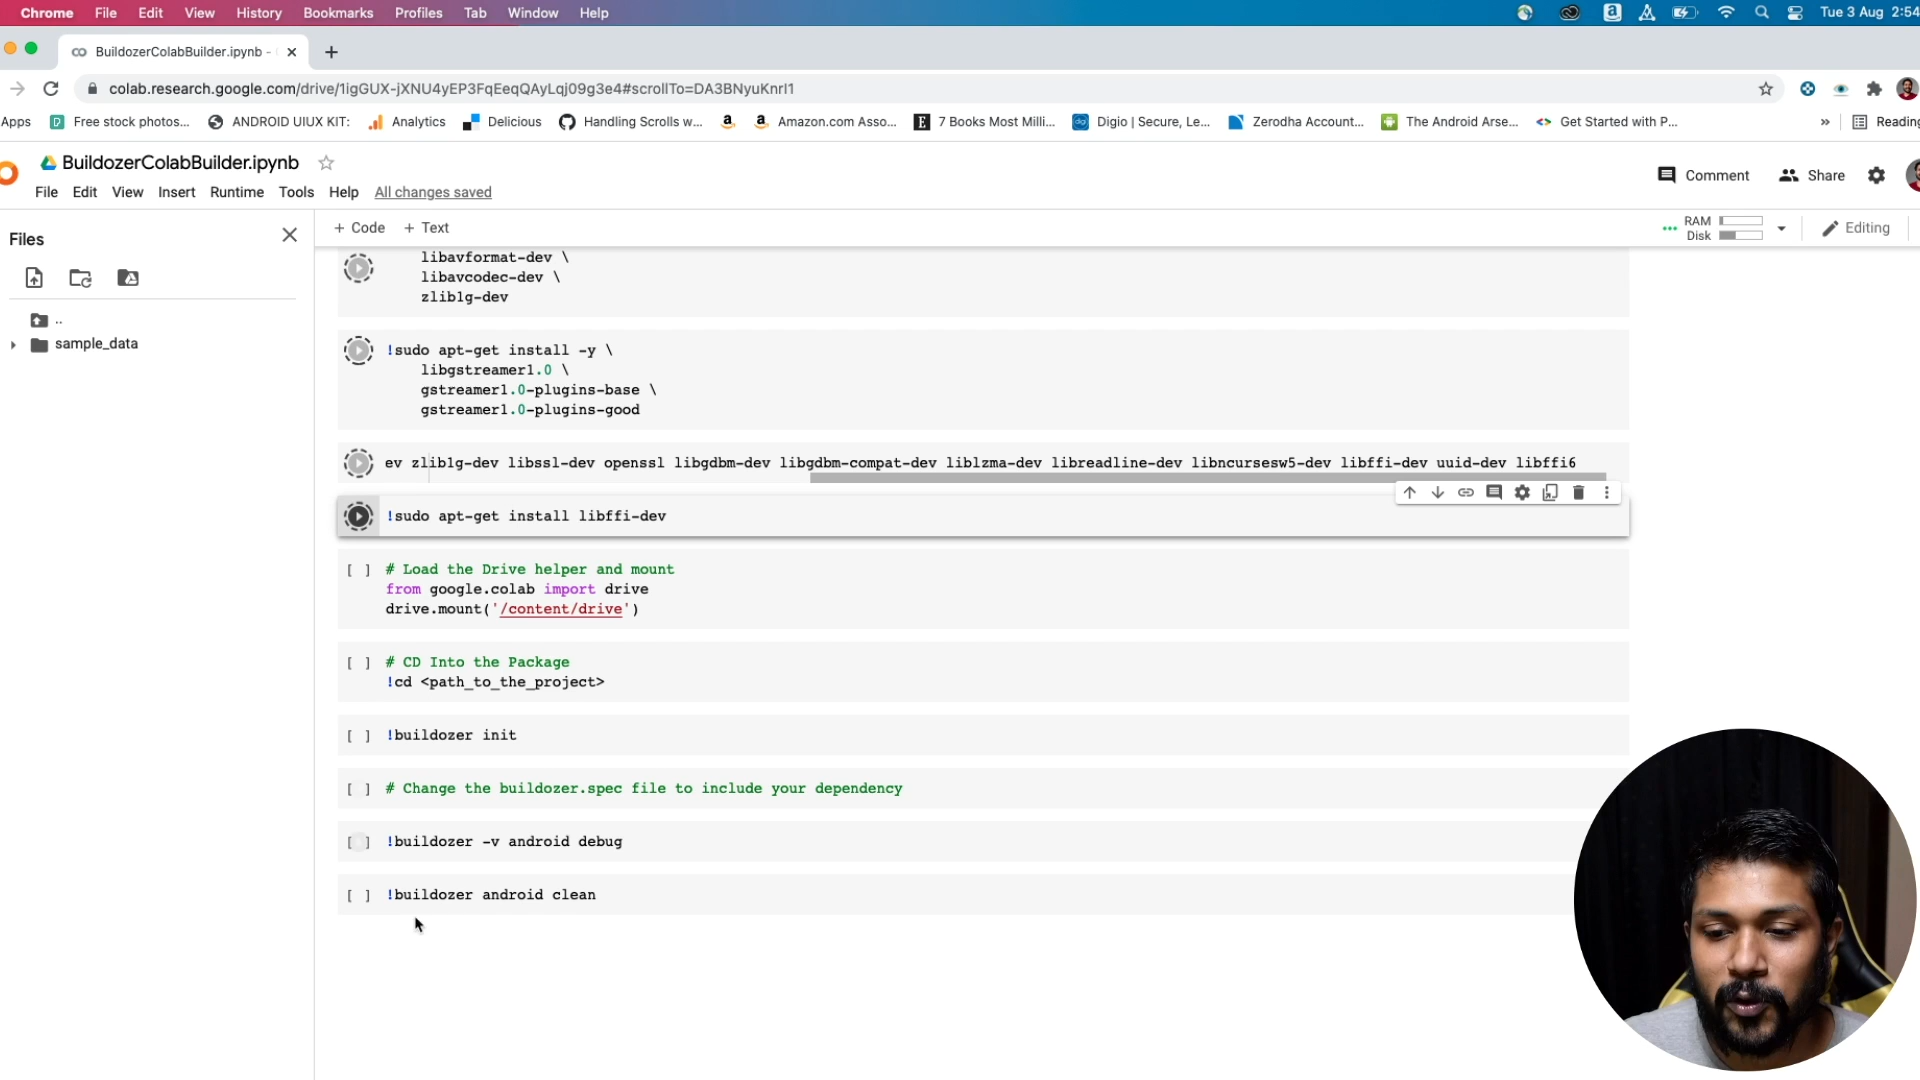 Chrome File Edit View History Bookmarks Profiles Tab Window Help Tue 3 Aug 2:54
BuildozerColabBuilder.ipynb -
colab.research.google.com/drive/1igGUX-jXNU4yEP3FqEeqQAyLqj09g3e4#scrollTo=DA3BNyuKnrI1
Apps Free stock photos... ANDROID UIUX KIT: Analytics Delicious Handling Scrolls w... Amazon.com Asso... 7 Books Most Milli... Digio | Secure, Le... Zerodha Account... The Android Arse... Get Started with P... » Reading
BuildozerColabBuilder.ipynb
Comment Share
File Edit View Insert Runtime Tools Help All changes saved
+ Code + Text
RAM
Disk
Editing
Files
..
sample_data
libavformat-dev \
libavcodec-dev \
zlib1g-dev
!sudo apt-get install -y \
libgstreamer1.0 \
gstreamer1.0-plugins-base \
gstreamer1.0-plugins-good
ev zlib1g-dev libssl-dev openssl libgdbm-dev libgdbm-compat-dev liblzma-dev libreadline-dev libncursesw5-dev libffi-dev uuid-dev libffi6
!sudo apt-get install libffi-dev
[ ] # Load the Drive helper and mount
from google.colab import drive
drive.mount('/content/drive')
[ ] # CD Into the Package
!cd <path_to_the_project>
[ ] !buildozer init
[ ] # Change the buildozer.spec file to include your dependency
[ ] !buildozer -v android debug
[ ] !buildozer android clean